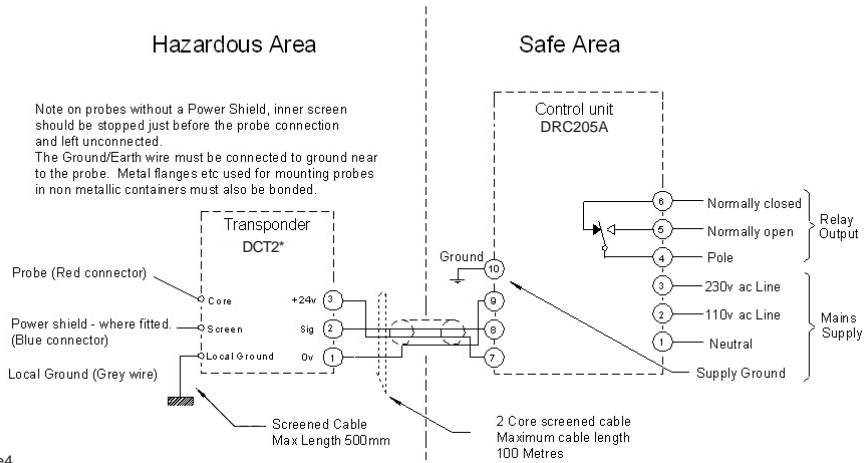 Hazardous Area
Safe Area
Note on probes without a Power Shield, inner screen
should be stopped just before the probe connection
and left unconnected.
The Ground/Earth wire must be connected to ground near
to the probe. Metal flanges etc used for mounting probes
in non metallic containers must also be bonded.
Transponder
DCT2*
Probe (Red connector)
Core
+24v
3
Power shield - where fitted.
(Blue connector)
Screen
Sig
2
Local Ground
0v
1
Local Ground (Grey wire)
Screened Cable
Max Length 500mm
2 Core screened cable
Maximum cable length
100 Metres
Control unit
DRC205A
Ground
10
9
8
7
6
Normally closed
5
Normally open
4
Pole
Relay
Output
3
230v ac Line
2
110v ac Line
1
Neutral
Mains
Supply
Supply Ground
e4